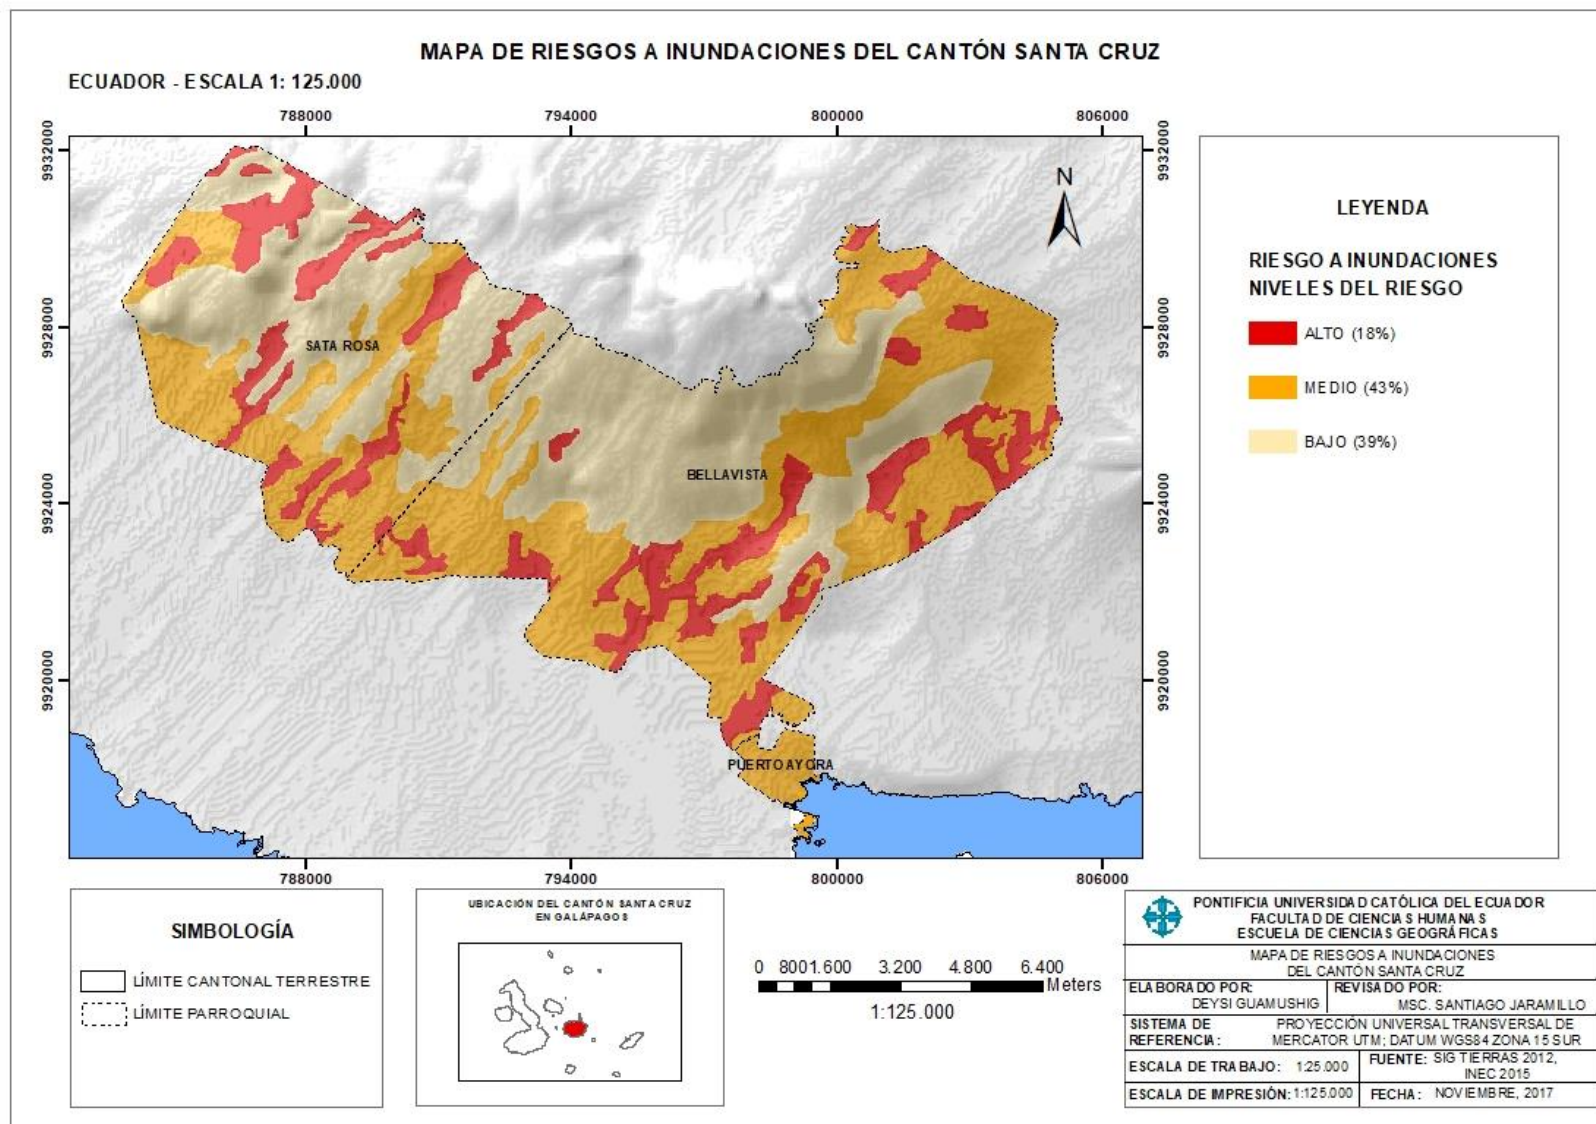 MAPA DE RIESGOS A INUNDACIONES DEL CANTÓN SANTA CRUZ
ECUADOR - ESCALA 1: 125.000
788000 794000 800000 806000
9932000 9932000
9928000 9928000
9924000 9924000
9920000 9920000
N
SATA ROSA
BELLAVISTA
PUERTO AYORA
788000 794000 800000 806000
LEYENDA
RIESGO A INUNDACIONES
NIVELES DEL RIESGO
ALTO (18%)
MEDIO (43%)
BAJO (39%)
SIMBOLOGÍA
LÍMITE CANTONAL TERRESTRE
LÍMITE PARROQUIAL
UBICACIÓN DEL CANTÓN SANTA CRUZ
EN GALÁPAGOS
0 800 1.600 3.200 4.800 6.400
Meters
1:125.000
PONTIFICIA UNIVERSIDAD CATÓLICA DEL ECUADOR
FACULTAD DE CIENCIAS HUMANAS
ESCUELA DE CIENCIAS GEOGRÁFICAS
MAPA DE RIESGOS A INUNDACIONES
DEL CANTÓN SANTA CRUZ
ELABORADO POR:
DEYSI GUAMUSHIG
REVISADO POR:
MSC. SANTIAGO JARAMILLO
SISTEMA DE REFERENCIA:
PROYECCIÓN UNIVERSAL TRANSVERSAL DE
MERCATOR UTM; DATUM WGS84 ZONA 15 SUR
ESCALA DE TRABAJO: 1:25.000
FUENTE: SIG TIERRAS 2012,
INEC 2015
ESCALA DE IMPRESIÓN: 1:125.000
FECHA: NOVIEMBRE, 2017